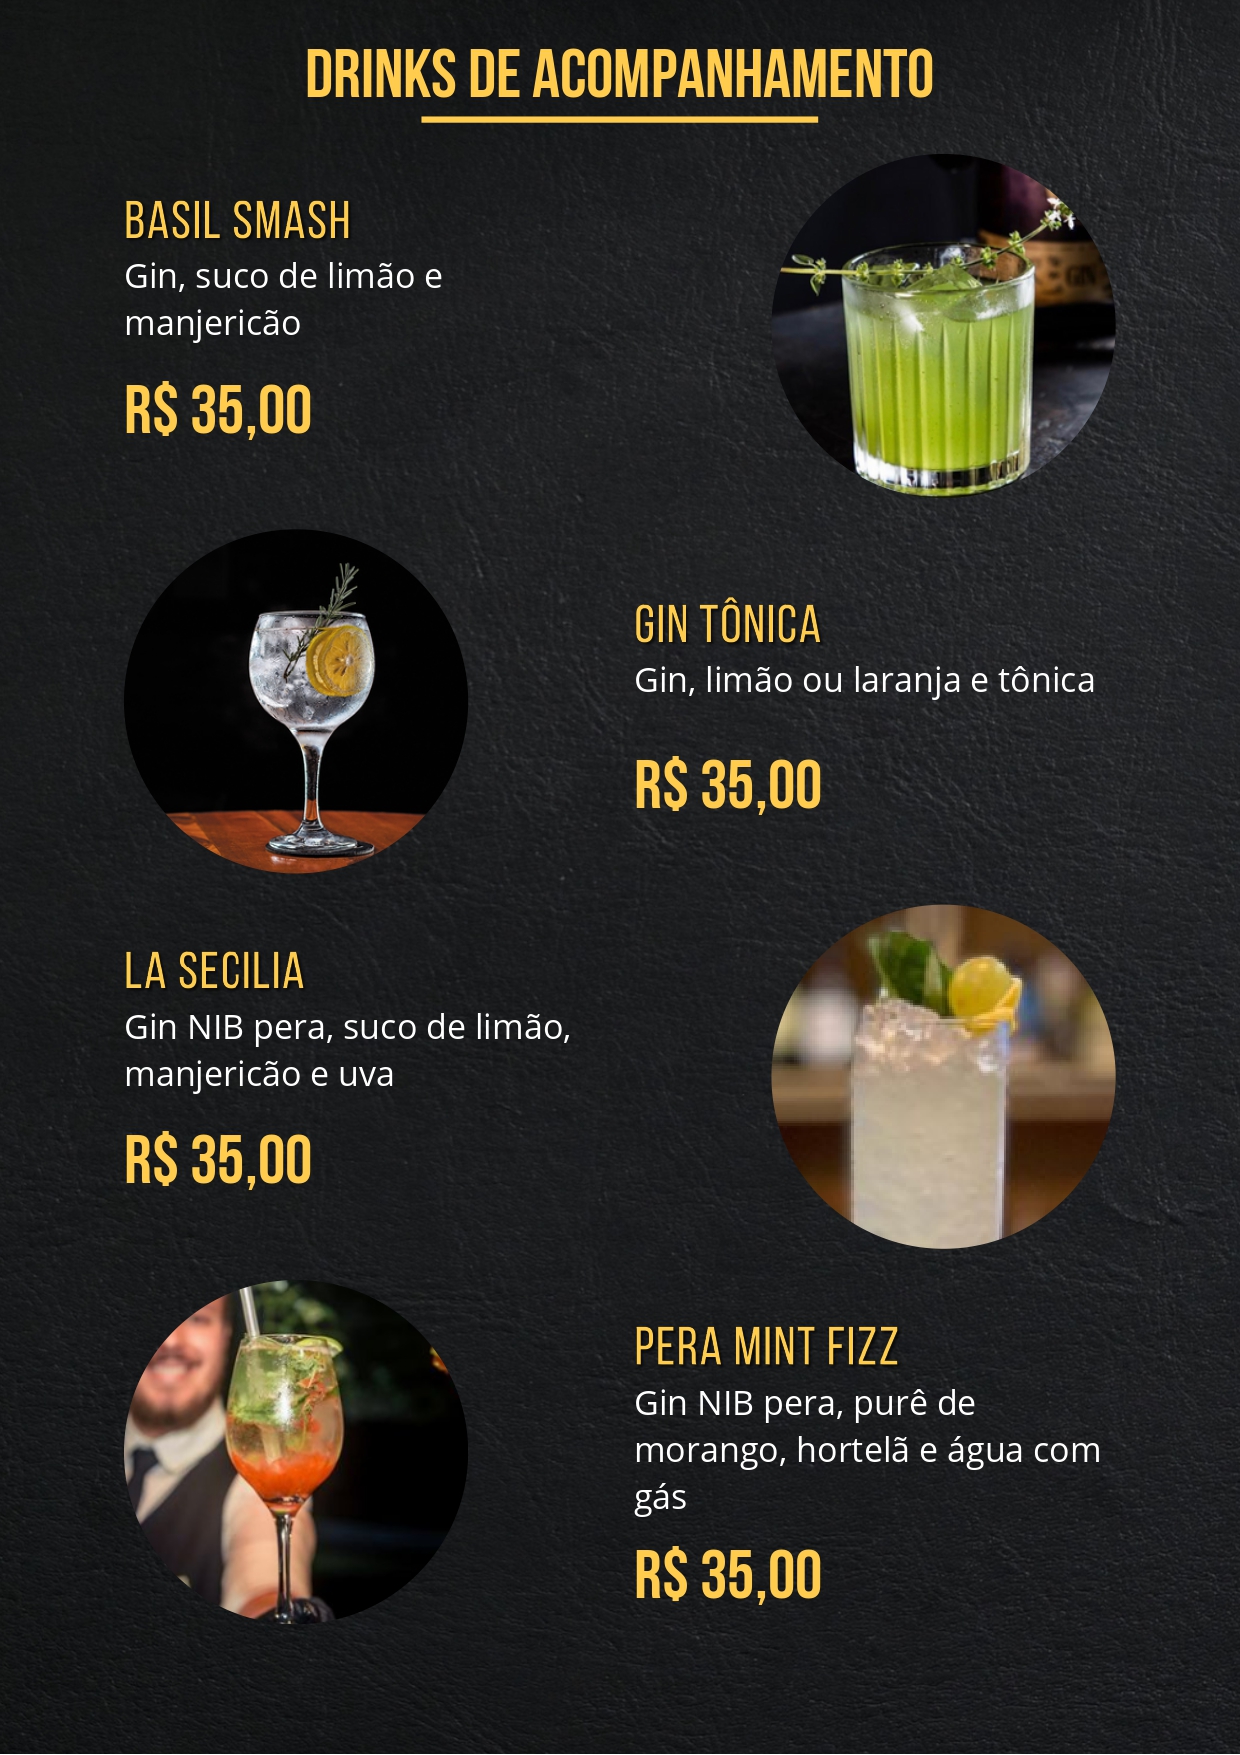 DRINKS DE ACOMPANHAMENTO
BASIL SMASH
Gin, suco de limão e
manjericão
R$ 35,00
GIN TÔNICA
Gin, limão ou laranja e tônica
R$ 35,00
LA SECILIA
Gin NIB pera, suco de limão,
manjericão e uva
R$ 35,00
PERA MINT FIZZ
Gin NIB pera, purê de
morango, hortelã e água com
gás
R$ 35,00